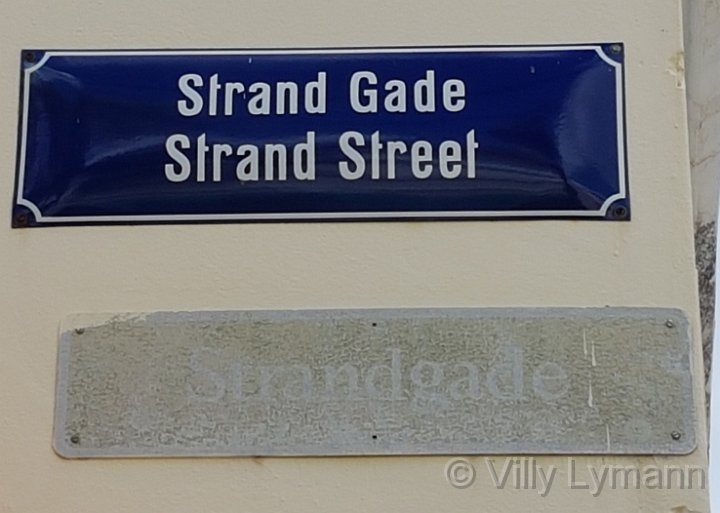 Strand Gade
Strand Street
Strandgade
© Villy Lymann